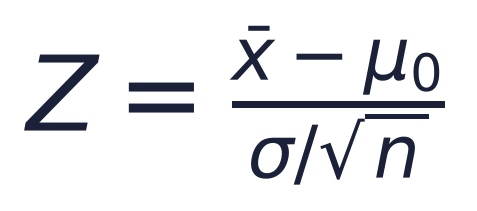 Z = (x̄ − μ₀) / (σ/√n)